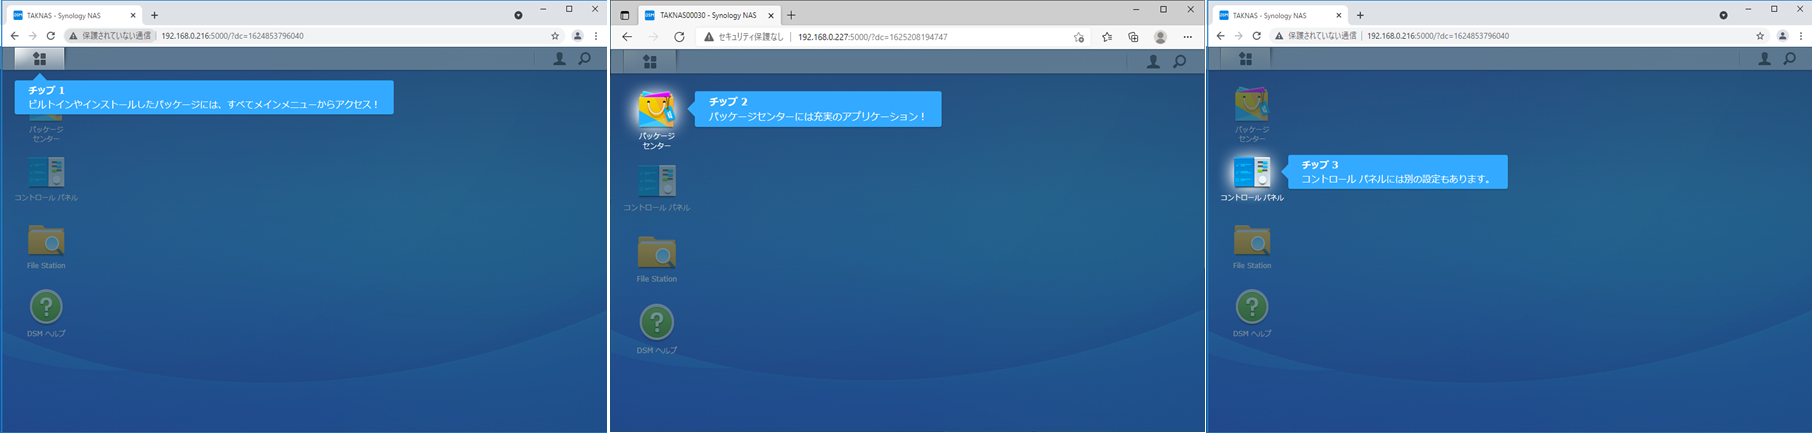 TAKNAS - Synology NAS
保護されていない通信 192.168.0.216:5000/?dc=1624853796040
チップ 1
ビルトインやインストールしたパッケージには、すべてメインメニューからアクセス！
パッケージ
センター
コントロール パネル
File Station
DSM ヘルプ
TAKNAS00030 - Synology NAS
セキュリティ保護なし 192.168.0.227:5000/?dc=1625208194747
チップ 2
パッケージセンターには充実のアプリケーション！
パッケージ
センター
コントロール パネル
File Station
DSM ヘルプ
TAKNAS - Synology NAS
保護されていない通信 192.168.0.216:5000/?dc=1624853796040
パッケージ
センター
チップ 3
コントロール パネルには別の設定もあります。
コントロール パネル
File Station
DSM ヘルプ